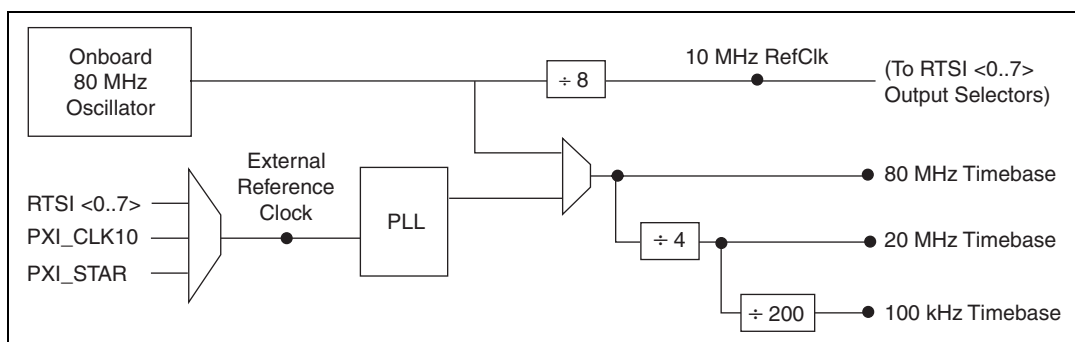 Onboard
80 MHz
Oscillator
÷ 8
10 MHz RefClk
(To RTSI <0..7>
Output Selectors)
RTSI <0..7>
PXI_CLK10
PXI_STAR
External
Reference
Clock
PLL
80 MHz Timebase
÷ 4
20 MHz Timebase
÷ 200
100 kHz Timebase